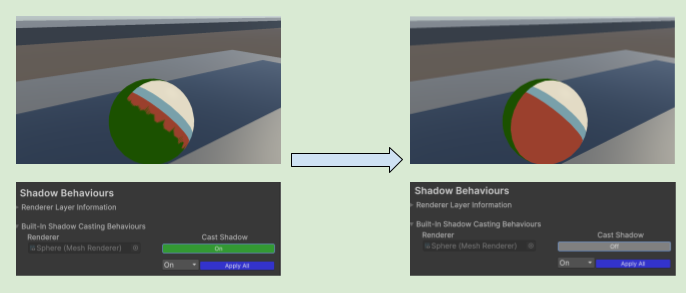 Shadow Behaviours
Renderer Layer Information
Built-In Shadow Casting Behaviours
Renderer Cast Shadow
Sphere (Mesh Renderer) On
On Apply All
Shadow Behaviours
Renderer Layer Information
Built-In Shadow Casting Behaviours
Renderer Cast Shadow
Sphere (Mesh Renderer) Off
On Apply All